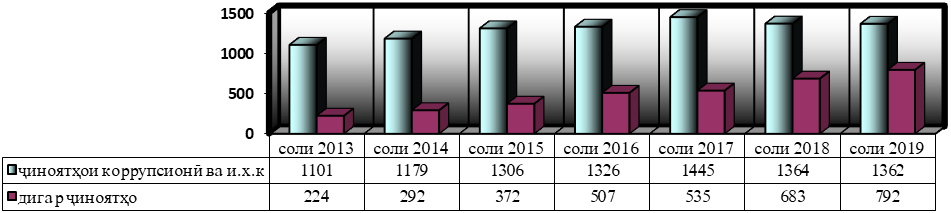 1500
1000
500
0
соли 2013 соли 2014 соли 2015 соли 2016 соли 2017 соли 2018 соли 2019
ҷиноятҳои коррупсионӣ ва и.х.к 1101 1179 1306 1326 1445 1364 1362
дигар ҷиноятҳо 224 292 372 507 535 683 792